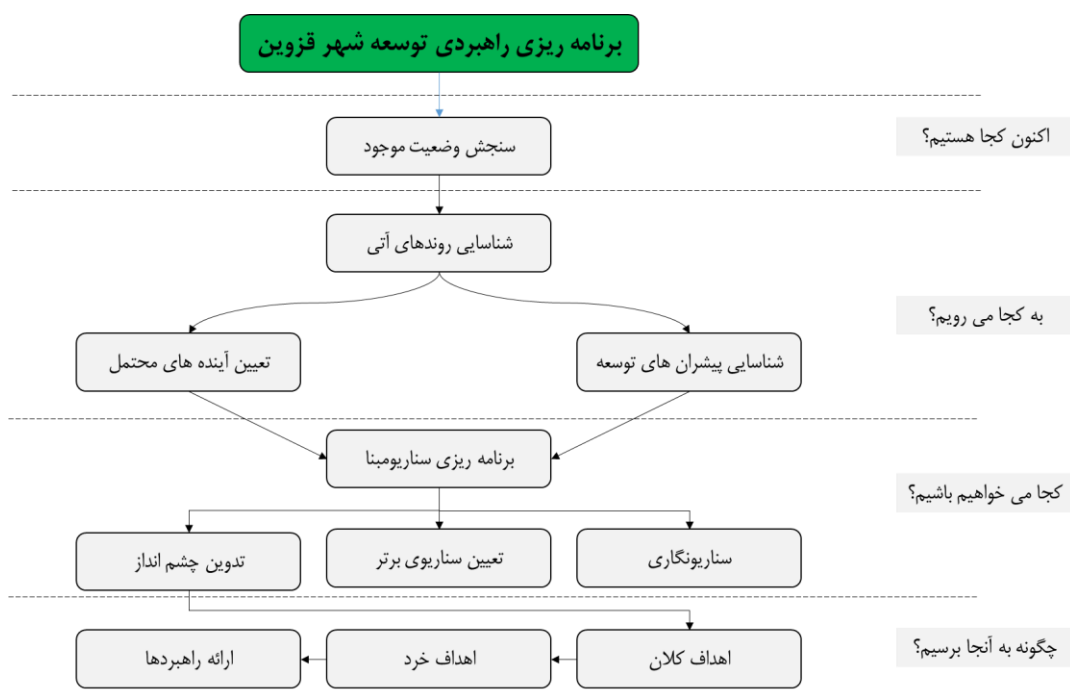 برنامه ریزی راهبردی توسعه شهر قزوین
اکنون کجا هستیم؟
سنجش وضعیت موجود
شناسایی روندهای آتی
به کجا می رویم؟
شناسایی پیشران های توسعه
تعیین آینده های محتمل
برنامه ریزی سناریومبنا
کجا می خواهیم باشیم؟
سناریونگاری
تعیین سناریوی برتر
تدوین چشم انداز
چگونه به آنجا برسیم؟
اهداف کلان
اهداف خرد
ارائه راهبردها